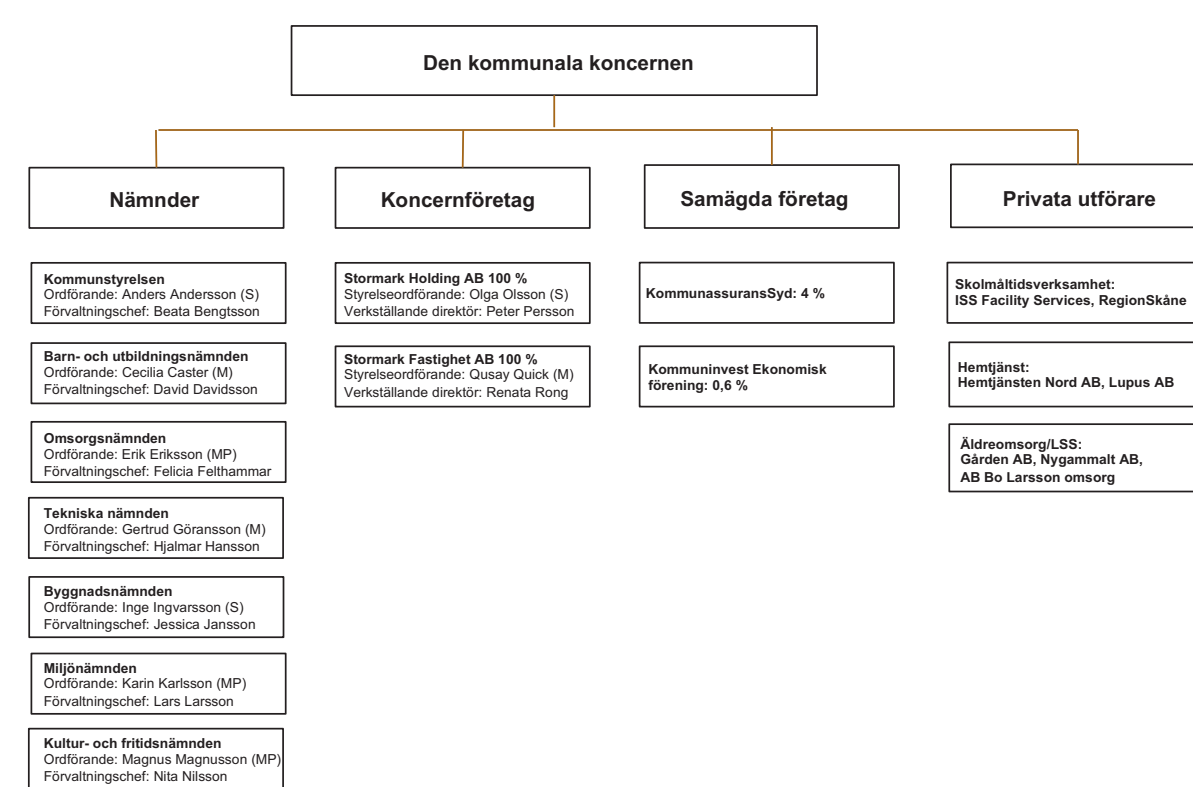 Den kommunala koncernen
Nämnder
Kommunstyrelsen
Ordförande: Anders Andersson (S)
Förvaltningschef: Beata Bengtsson
Barn- och utbildningsnämnden
Ordförande: Cecilia Caster (M)
Förvaltningschef: David Davidsson
Omsorgsnämnden
Ordförande: Erik Eriksson (MP)
Förvaltningschef: Felicia Felthammar
Tekniska nämnden
Ordförande: Gertrud Göransson (M)
Förvaltningschef: Hjalmar Hansson
Byggnadsnämnden
Ordförande: Inge Ingvarsson (S)
Förvaltningschef: Jessica Jansson
Miljönämnden
Ordförande: Karin Karlsson (MP)
Förvaltningschef: Lars Larsson
Kultur- och fritidsnämnden
Ordförande: Magnus Magnusson (MP)
Förvaltningschef: Nita Nilsson
Koncernföretag
Stormark Holding AB 100 %
Styrelseordförande: Olga Olsson (S)
Verkställande direktör: Peter Persson
Stormark Fastighet AB 100 %
Styrelseordförande: Qusay Quick (M)
Verkställande direktör: Renata Rong
Samägda företag
KommunassuransSyd: 4 %
Kommuninvest Ekonomisk
förening: 0,6 %
Privata utförare
Skolmåltidsverksamhet:
ISS Facility Services, RegionSkåne
Hemtjänst:
Hemtjänsten Nord AB, Lupus AB
Äldreomsorg/LSS:
Gården AB, Nygammalt AB,
AB Bo Larsson omsorg